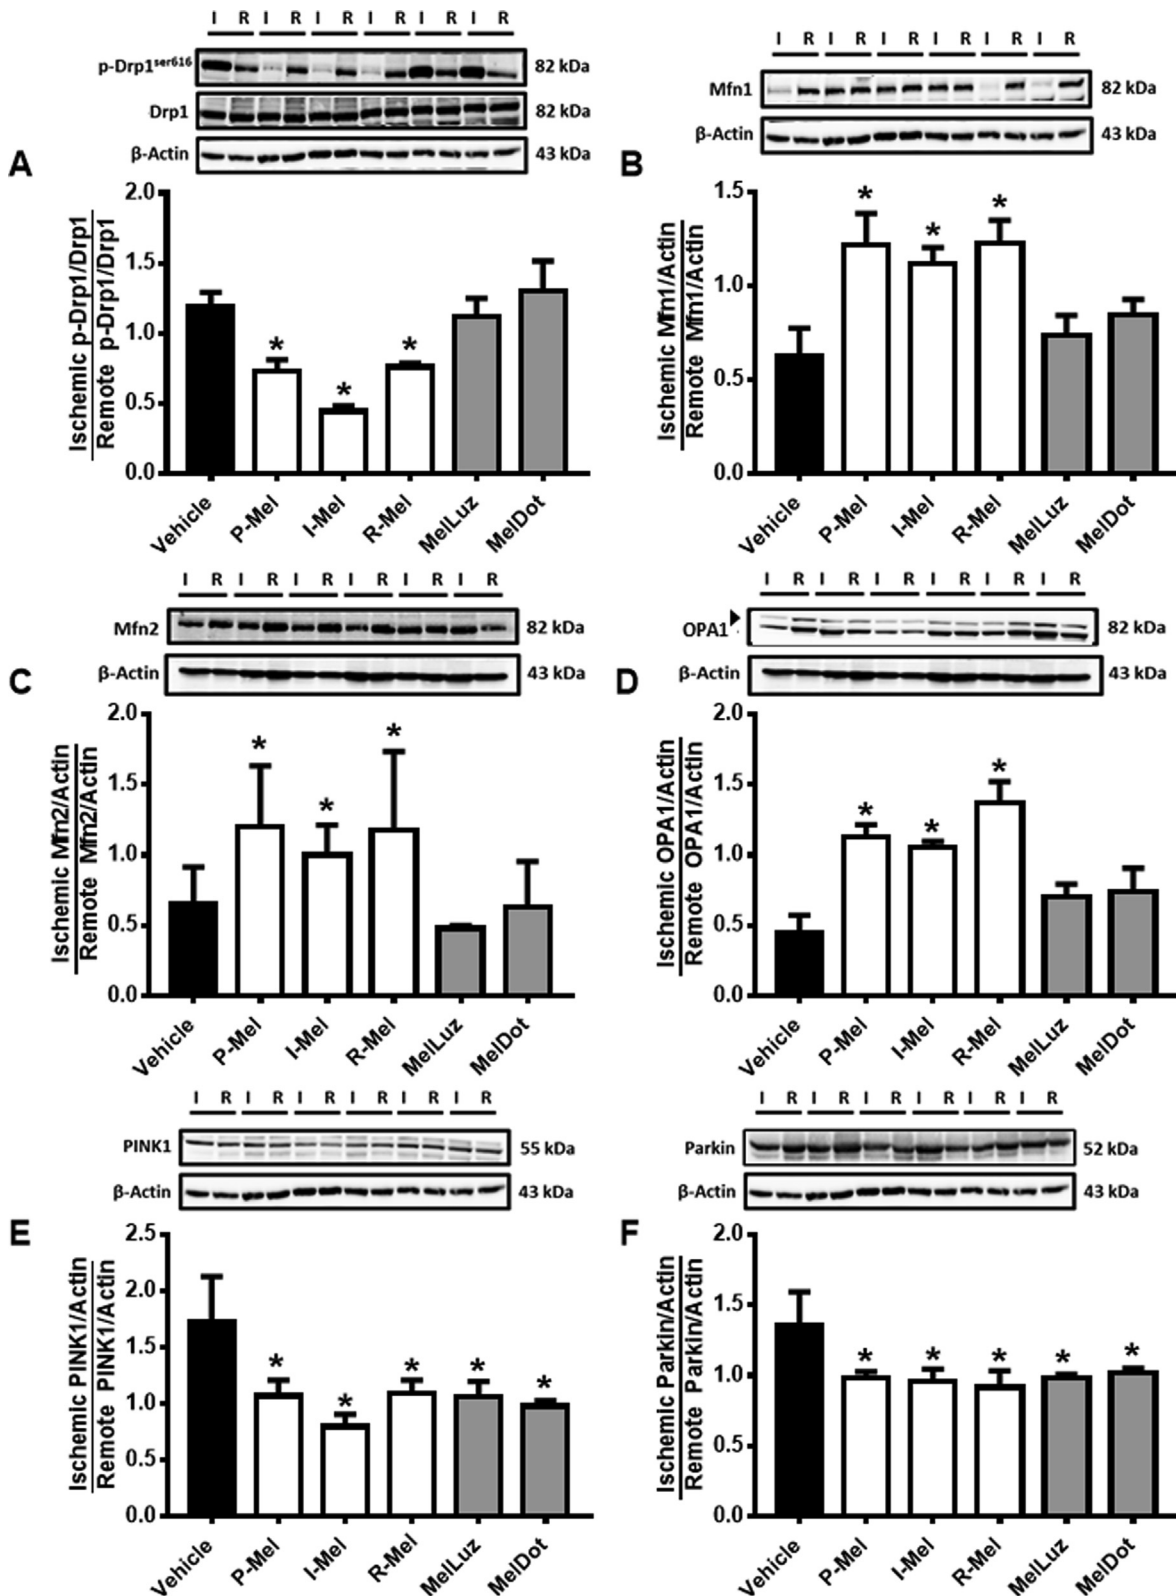 I R I R I R I R I R I R
p-Drp1ser616 82 kDa
Drp1 82 kDa
β-Actin 43 kDa
A
Ischemic p-Drp1/Drp1
Remote p-Drp1/Drp1
2.0
1.5
1.0
0.5
0.0
* * *
Vehicle P-Mel I-Mel R-Mel MelLuz MelDot
I R I R I R I R I R I R
Mfn1 82 kDa
β-Actin 43 kDa
B
Ischemic Mfn1/Actin
Remote Mfn1/Actin
1.5
1.0
0.5
0.0
* * *
Vehicle P-Mel I-Mel R-Mel MelLuz MelDot
I R I R I R I R I R I R
Mfn2 82 kDa
β-Actin 43 kDa
C
Ischemic Mfn2/Actin
Remote Mfn2/Actin
2.0
1.5
1.0
0.5
0.0
* * *
Vehicle P-Mel I-Mel R-Mel MelLuz MelDot
I R I R I R I R I R I R
OPA1 82 kDa
β-Actin 43 kDa
D
Ischemic OPA1/Actin
Remote OPA1/Actin
2.0
1.5
1.0
0.5
0.0
* * *
Vehicle P-Mel I-Mel R-Mel MelLuz MelDot
I R I R I R I R I R I R
PINK1 55 kDa
β-Actin 43 kDa
E
Ischemic PINK1/Actin
Remote PINK1/Actin
2.5
2.0
1.5
1.0
0.5
0.0
* * * * *
Vehicle P-Mel I-Mel R-Mel MelLuz MelDot
I R I R I R I R I R I R
Parkin 52 kDa
β-Actin 43 kDa
F
Ischemic Parkin/Actin
Remote Parkin/Actin
2.0
1.5
1.0
0.5
0.0
* * * * *
Vehicle P-Mel I-Mel R-Mel MelLuz MelDot